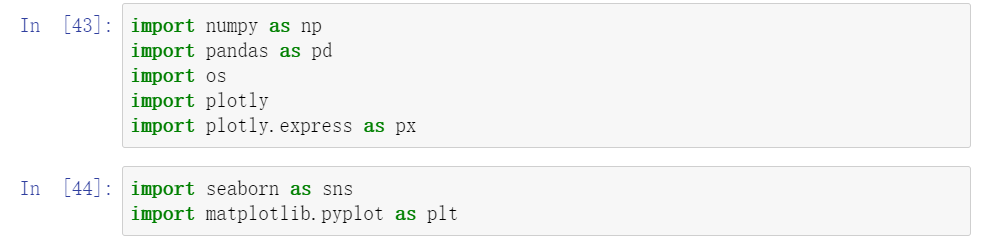 In [43]: import numpy as np
import pandas as pd
import os
import plotly
import plotly.express as px
In [44]: import seaborn as sns
import matplotlib.pyplot as plt